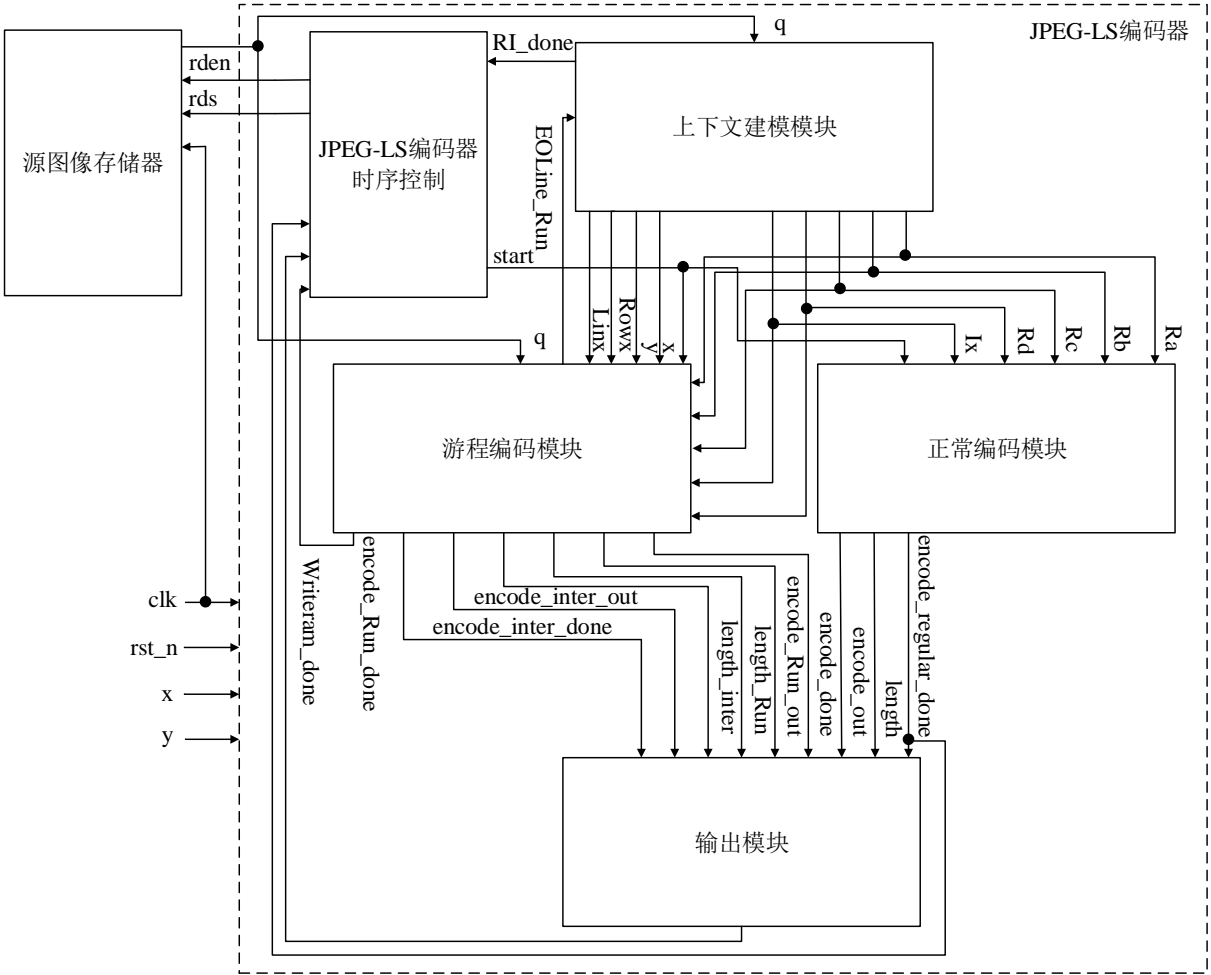 JPEG-LS编码器
q
RI_done
rden
rds
源图像存储器
JPEG-LS编码器
时序控制
上下文建模模块
EOLine_Run
start
Linx
Rowx
y
x
Ix
Rd
Rc
Rb
Ra
q
游程编码模块
正常编码模块
Writeram_done
encode_Run_done
encode_inter_out
encode_inter_done
length_inter
length_Run
encode_Run_out
encode_done
encode_out
length
encode_regular_done
clk
rst_n
x
y
输出模块